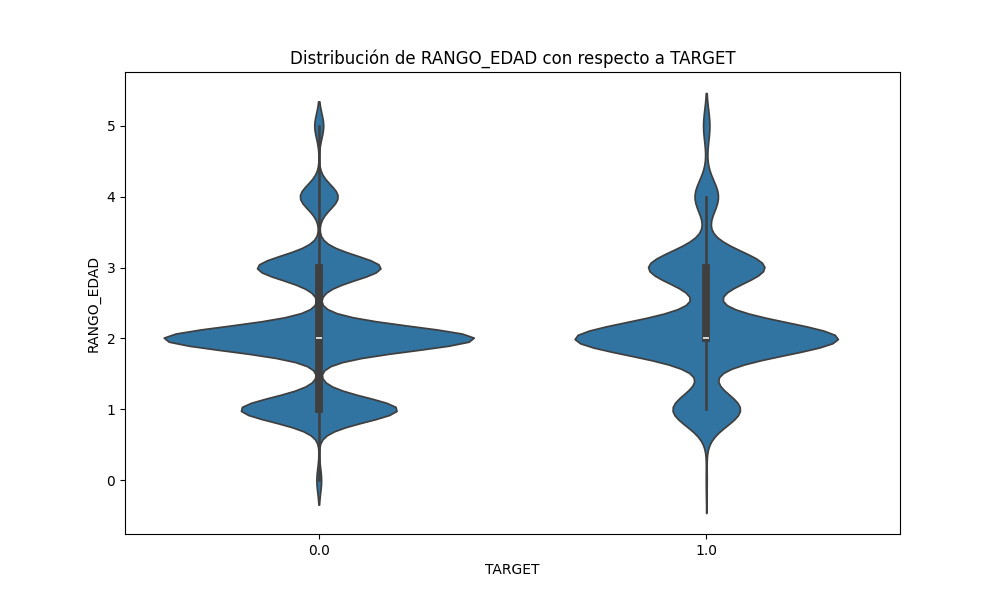 Distribución de RANGO_EDAD con respecto a TARGET
RANGO_EDAD
5
4
3
2
1
0
0.0
1.0
TARGET